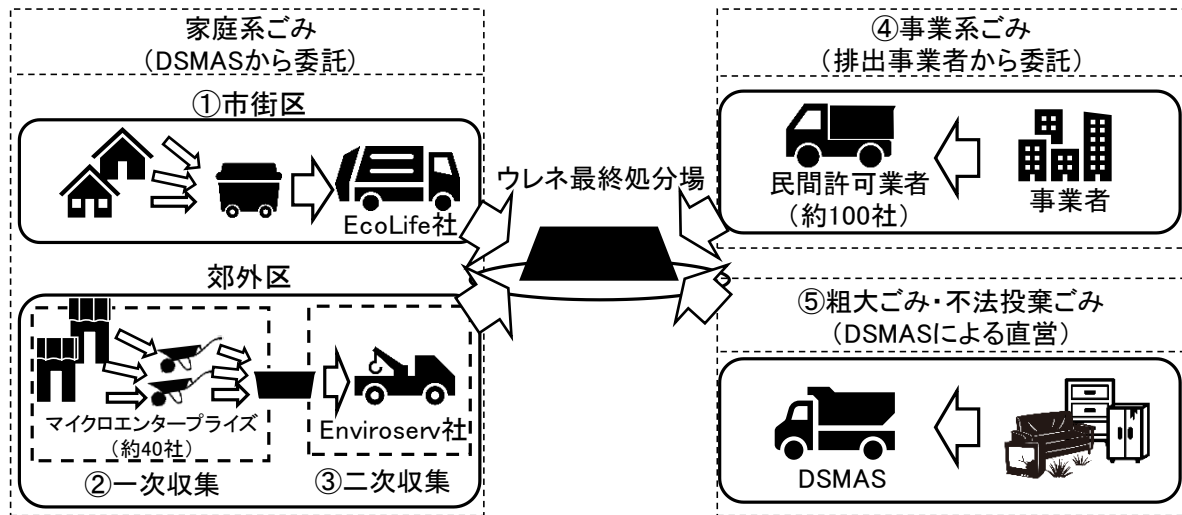 家庭系ごみ
(DSMASから委託)
①市街区
EcoLife社
郊外区
マイクロエンタープライズ
(約40社)
Enviroserv社
②一次収集
③二次収集
ウレネ最終処分場
④事業系ごみ
(排出事業者から委託)
民間許可業者
(約100社)
事業者
⑤粗大ごみ・不法投棄ごみ
(DSMASによる直営)
DSMAS